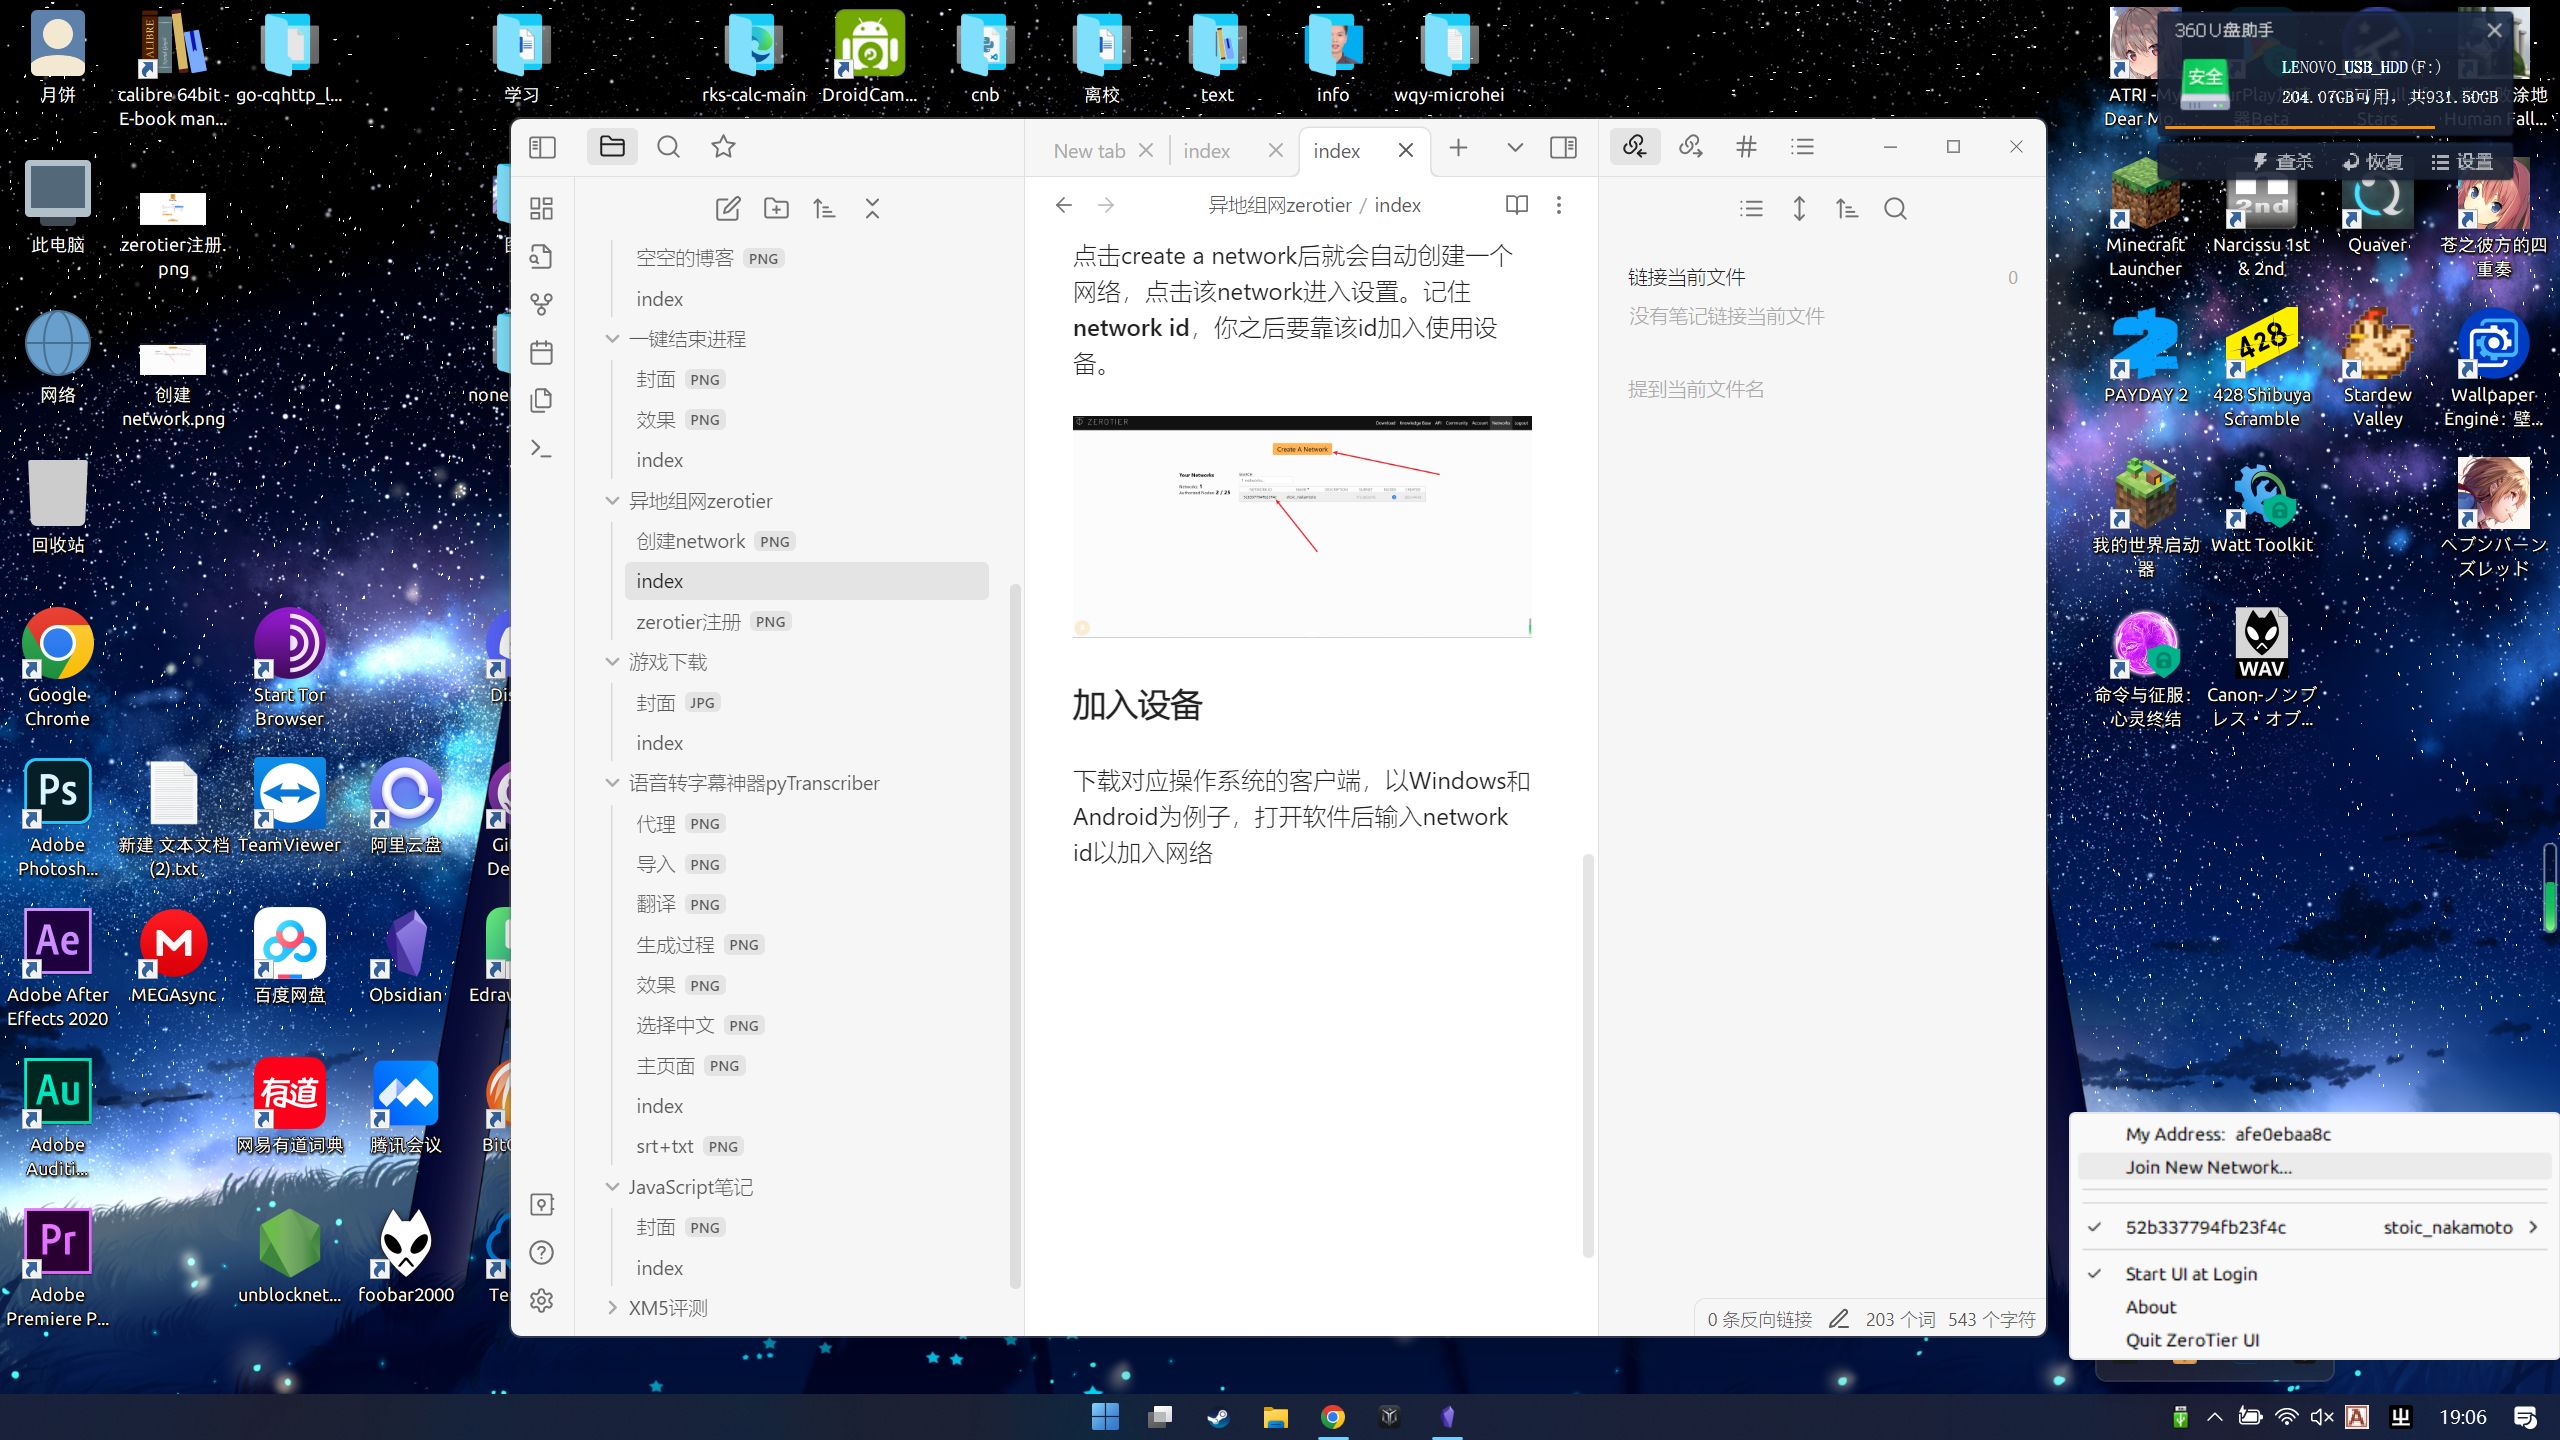 月饼
calibre 64bit - E-book man...
go-cqhttp_l...
学习
rks-calc-main
DroidCam...
cnb
离校
text
info
wqy-microhei
此电脑
zerotier注册.png
网络
创建network.png
回收站
Google Chrome
Start Tor Browser
Adobe Photosh...
新建 文本文档 (2).txt
TeamViewer
阿里云盘
Adobe After Effects 2020
MEGAsync
百度网盘
Obsidian
Adobe Auditi...
网易有道词典
腾讯会议
Adobe Premiere P...
unblocknet...
foobar2000
New tab
index
index
异地组网zerotier / index
空空的博客 PNG
index
一键结束进程
封面 PNG
效果 PNG
index
异地组网zerotier
创建network PNG
index
zerotier注册 PNG
游戏下载
封面 JPG
index
语音转字幕神器pyTranscriber
代理 PNG
导入 PNG
翻译 PNG
生成过程 PNG
效果 PNG
选择中文 PNG
主页面 PNG
index
srt+txt PNG
JavaScript笔记
封面 PNG
index
XM5评测
点击create a network后就会自动创建一个
网络，点击该network进入设置。记住
network id，你之后要靠该id加入使用设
备。
ZEROTIER
Download Knowledge Base API Community Account Networks Logout
Create A Network
Your Networks
加入设备
下载对应操作系统的客户端，以Windows和
Android为例子，打开软件后输入network
id以加入网络
链接当前文件 0
没有笔记链接当前文件
提到当前文件名
0 条反向链接 203 个词 543 个字符
360U盘助手
安全
LENOVO_USB_HDD(F:)
204.07GB可用，共931.50GB
查杀 恢复 设置
ATRI -
Dear Mo...
Minecraft Launcher
Narcissu 1st & 2nd
Quaver
苍之彼方的四重奏
PAYDAY 2
428 Shibuya Scramble
Stardew Valley
Wallpaper Engine：壁...
我的世界启动器
Watt Toolkit
ヘブンバーンズレッド
命令与征服：心灵终结
WAV
Canon-ノンブレス・オブ...
My Address: afe0ebaa8c
Join New Network...
52b337794fb23f4c stoic_nakamoto
Start UI at Login
About
Quit ZeroTier UI
19:06